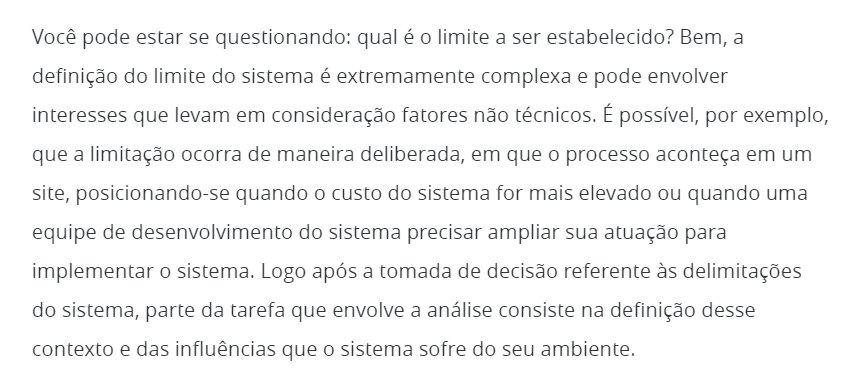 Você pode estar se questionando: qual é o limite a ser estabelecido? Bem, a
definição do limite do sistema é extremamente complexa e pode envolver
interesses que levam em consideração fatores não técnicos. É possível, por exemplo,
que a limitação ocorra de maneira deliberada, em que o processo aconteça em um
site, posicionando-se quando o custo do sistema for mais elevado ou quando uma
equipe de desenvolvimento do sistema precisar ampliar sua atuação para
implementar o sistema. Logo após a tomada de decisão referente às delimitações
do sistema, parte da tarefa que envolve a análise consiste na definição desse
contexto e das influências que o sistema sofre do seu ambiente.